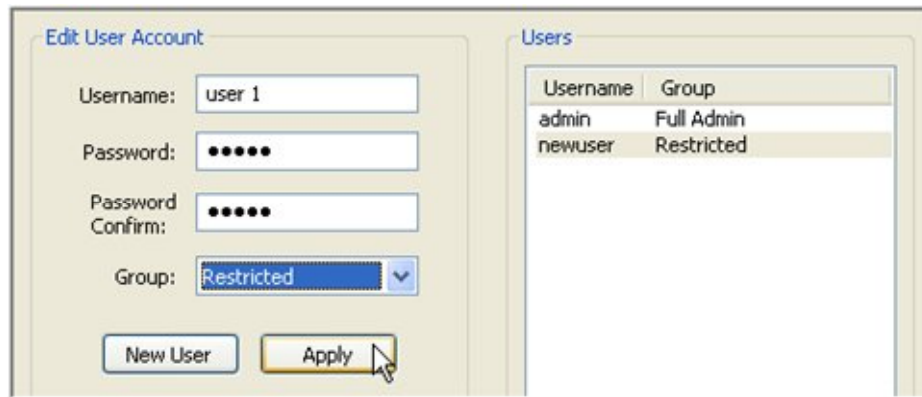 Edit User Account
Username: user 1
Password: •••••
Password
Confirm: •••••
Group: Restricted
New User Apply
Users
Username Group
admin Full Admin
newuser Restricted